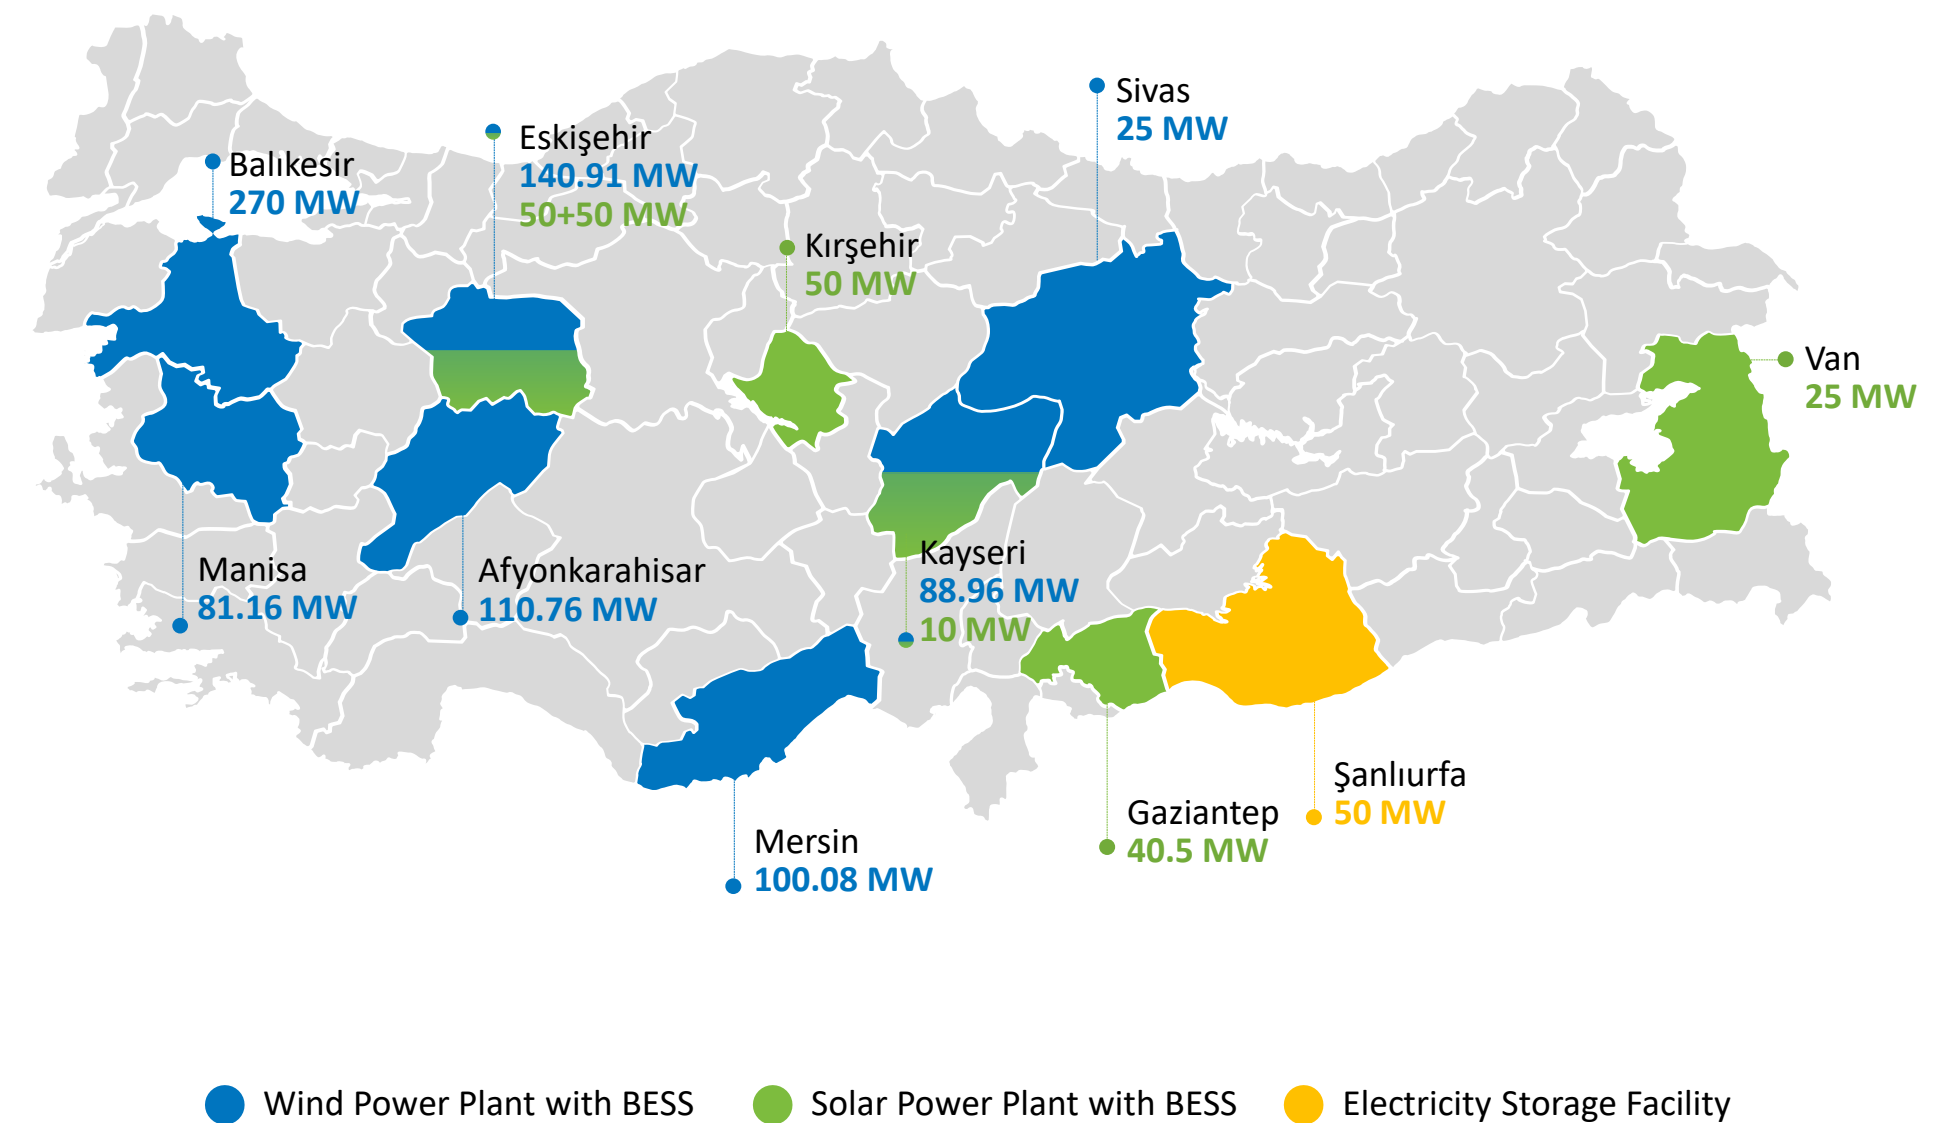 Sivas
25 MW
Eskişehir
140.91 MW
50+50 MW
Balıkesir
270 MW
Kırşehir
50 MW
Van
25 MW
Manisa
81.16 MW
Afyonkarahisar
110.76 MW
Kayseri
88.96 MW
10 MW
Şanlıurfa
50 MW
Gaziantep
40.5 MW
Mersin
100.08 MW
Wind Power Plant with BESS
Solar Power Plant with BESS
Electricity Storage Facility